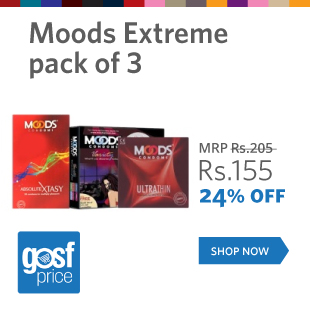 Moods Extreme
pack of 3
MOODS
CONDOMS
ABSOLUTE XTASY
MOODS
CONDOMS
MOODS
CONDOMS
ULTRATHIN
MRP Rs.205
Rs.155
24% OFF
gosf
price
SHOP NOW